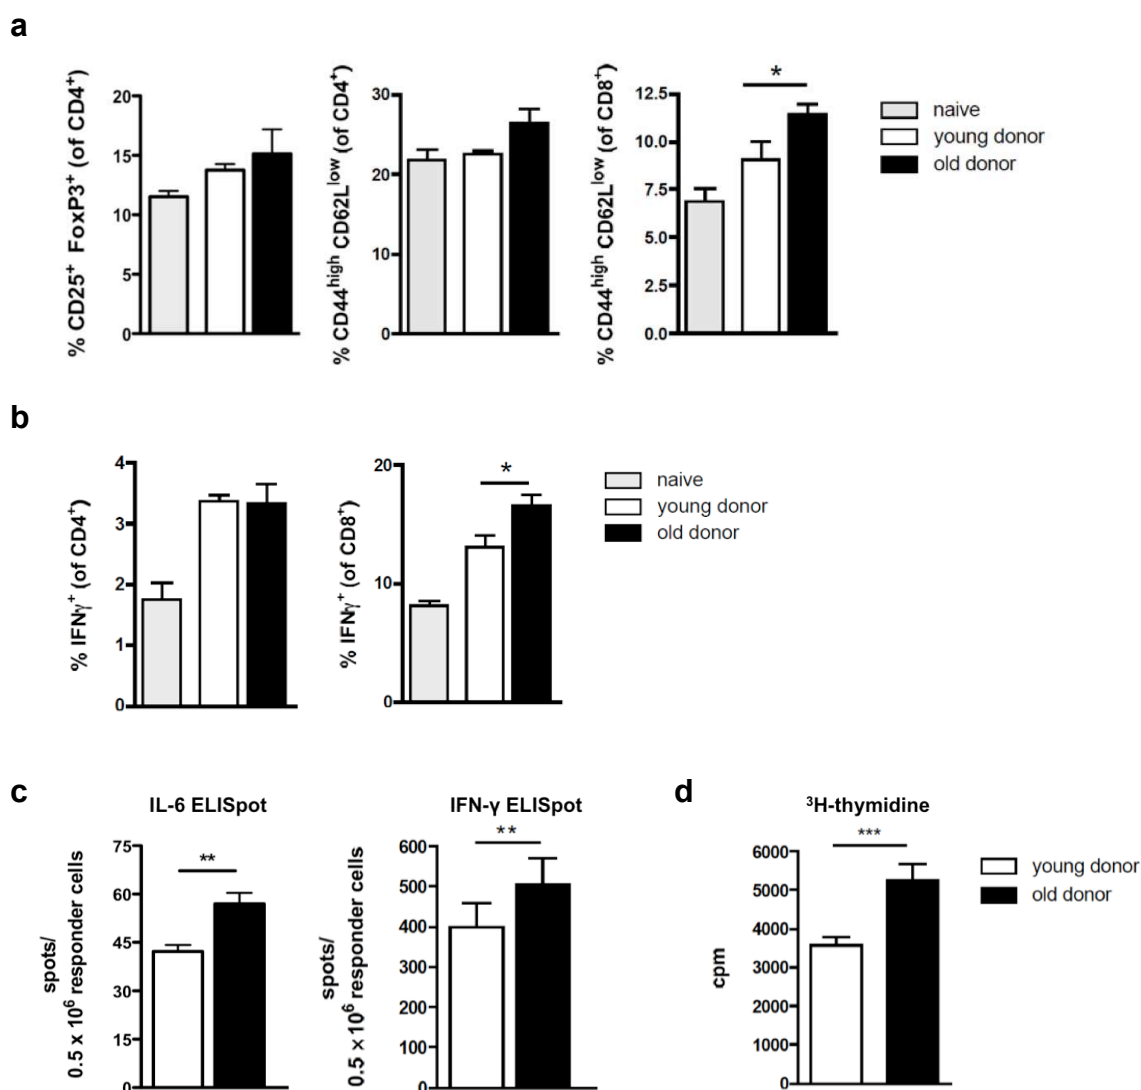 a
% CD25⁺ FoxP3⁺ (of CD4⁺)
20
15
10
5
0
% CD44ʰⁱᵍʰ CD62Lˡᵒʷ (of CD4⁺)
30
20
10
0
% CD44ʰⁱᵍʰ CD62Lˡᵒʷ (of CD8⁺)
12.5
10.0
7.5
5.0
2.5
0.0
*
naive
young donor
old donor
b
% IFNγ⁺ (of CD4⁺)
4
3
2
1
0
% IFNγ⁺ (of CD8⁺)
20
10
0
*
naive
young donor
old donor
c
IL-6 ELISpot
spots/
0.5 x 10⁶ responder cells
75
60
45
30
15
0
**
IFN-γ ELISpot
spots/
0.5 × 10⁶ responder cells
600
500
400
300
200
100
0
**
d
³H-thymidine
cpm
6000
5000
4000
3000
2000
1000
0
***
young donor
old donor